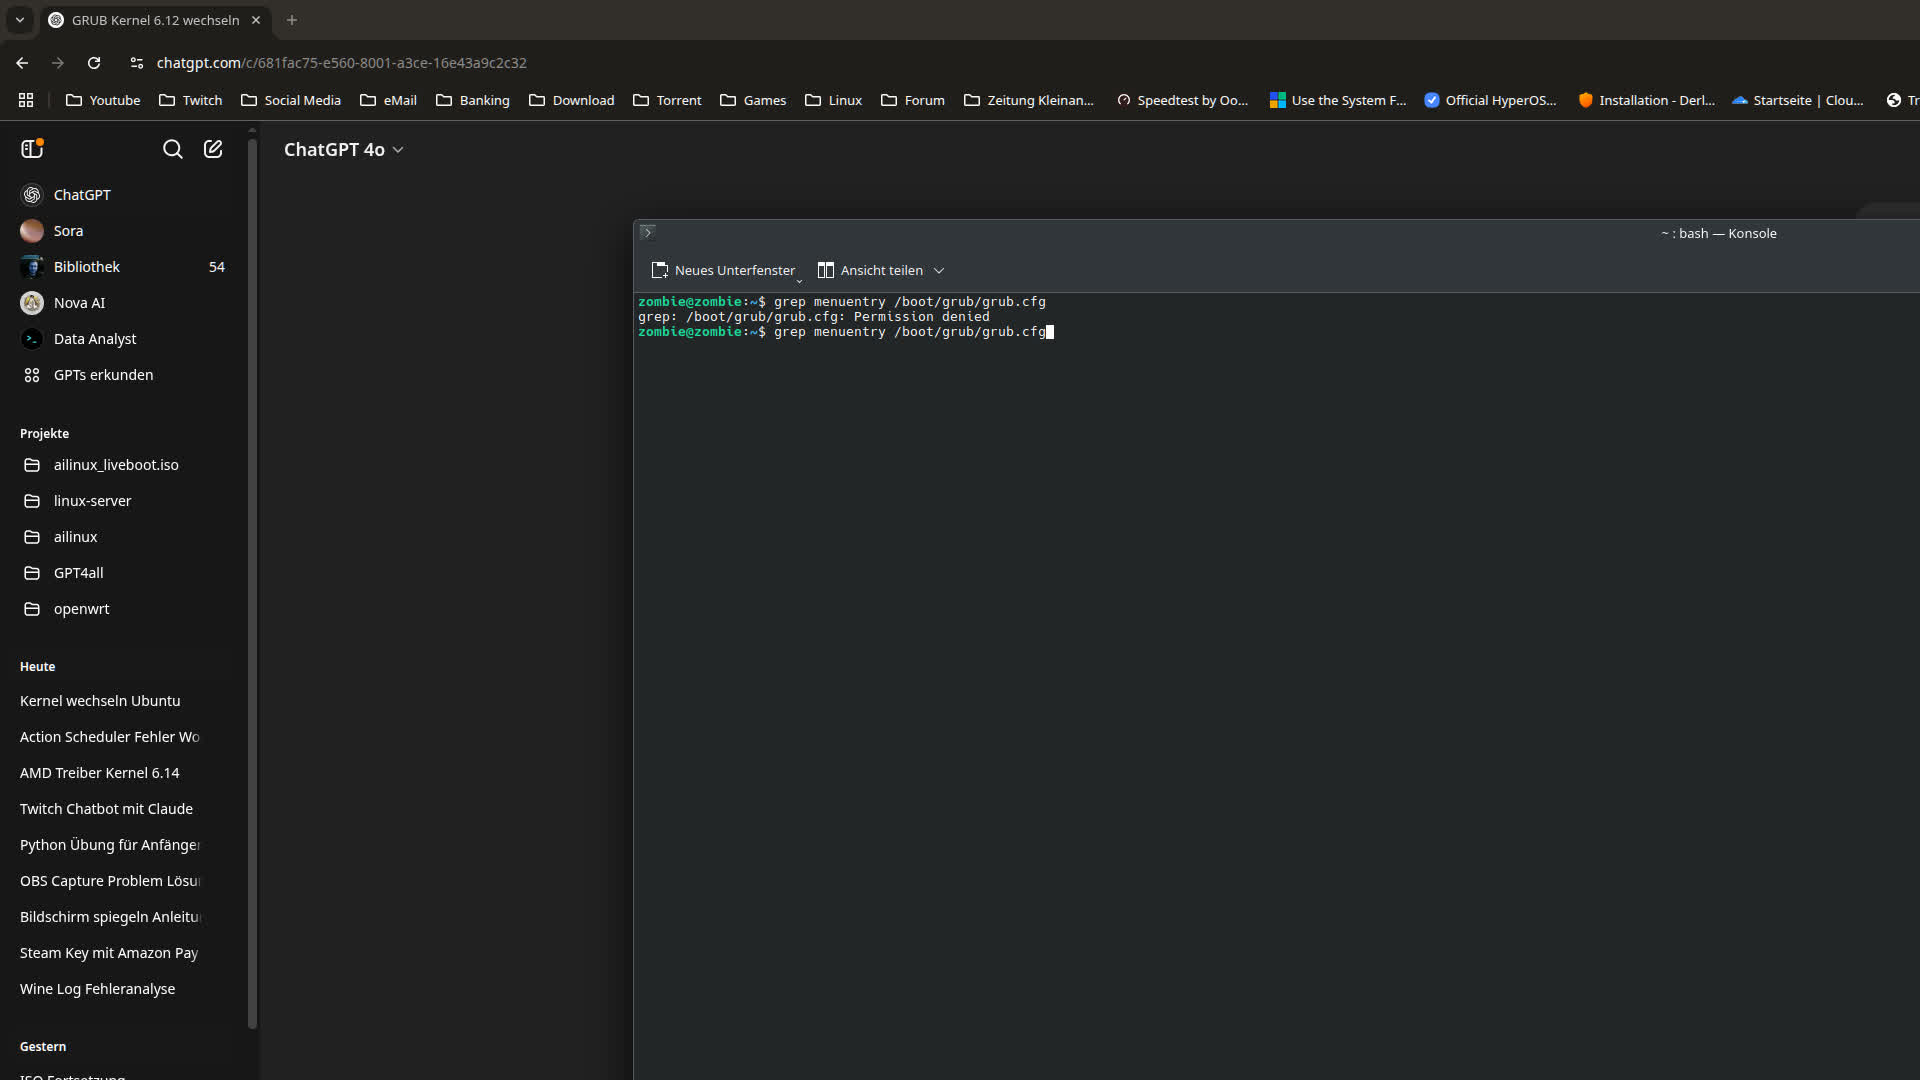 GRUB Kernel 6.12 wechseln
chatgpt.com/c/681fac75-e560-8001-a3ce-16e43a9c2c32
Youtube Twitch Social Media eMail Banking Download Torrent Games Linux Forum Zeitung Kleinan... Speedtest by Oo... Use the System F... Official HyperOS... Installation - Derl... Startseite | Clou... Tr
ChatGPT 4o
ChatGPT
Sora
Bibliothek 54
Nova AI
Data Analyst
GPTs erkunden
Projekte
ailinux_liveboot.iso
linux-server
ailinux
GPT4all
openwrt
Heute
Kernel wechseln Ubuntu
Action Scheduler Fehler Wo
AMD Treiber Kernel 6.14
Twitch Chatbot mit Claude
Python Übung für Anfänger
OBS Capture Problem Lösu
Bildschirm spiegeln Anleitu
Steam Key mit Amazon Pay
Wine Log Fehleranalyse
Gestern
ISO Fortsetzung
~ : bash — Konsole
Neues Unterfenster Ansicht teilen
zombie@zombie:~$ grep menuentry /boot/grub/grub.cfg
grep: /boot/grub/grub.cfg: Permission denied
zombie@zombie:~$ grep menuentry /boot/grub/grub.cfg